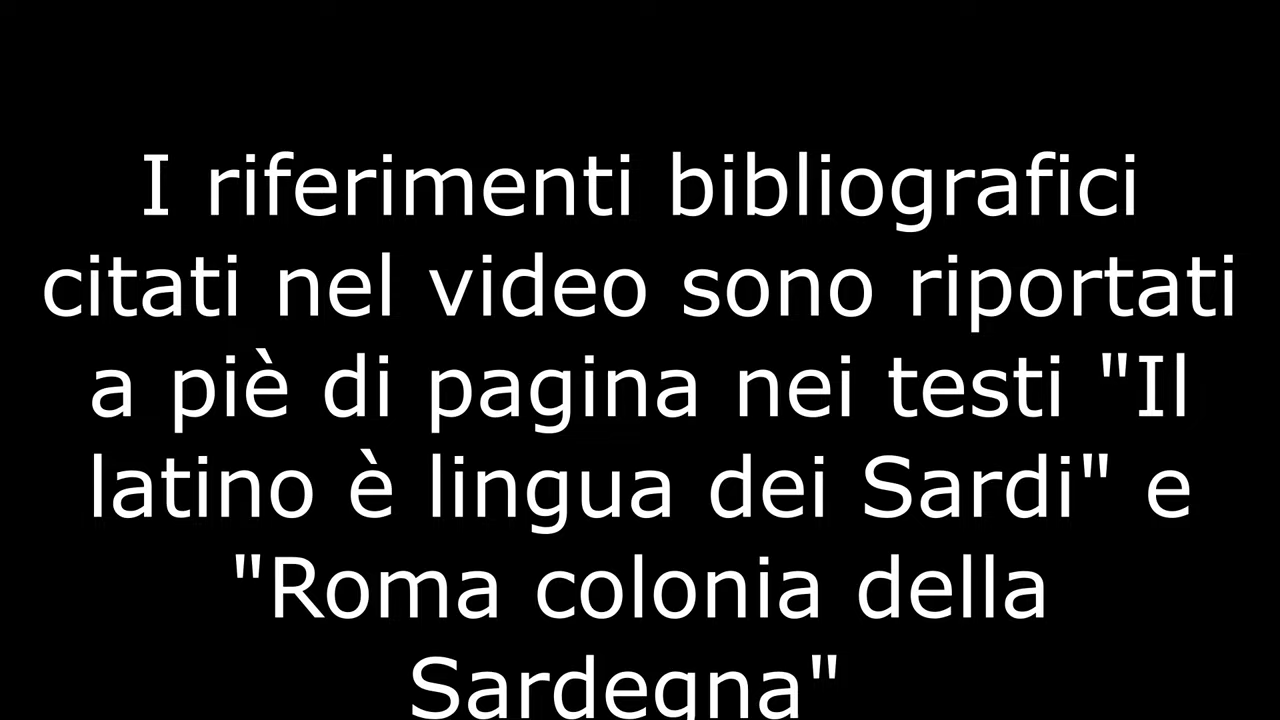 I riferimenti bibliografici
citati nel video sono riportati
a piè di pagina nei testi "Il
latino è lingua dei Sardi" e
"Roma colonia della
Sardegna"